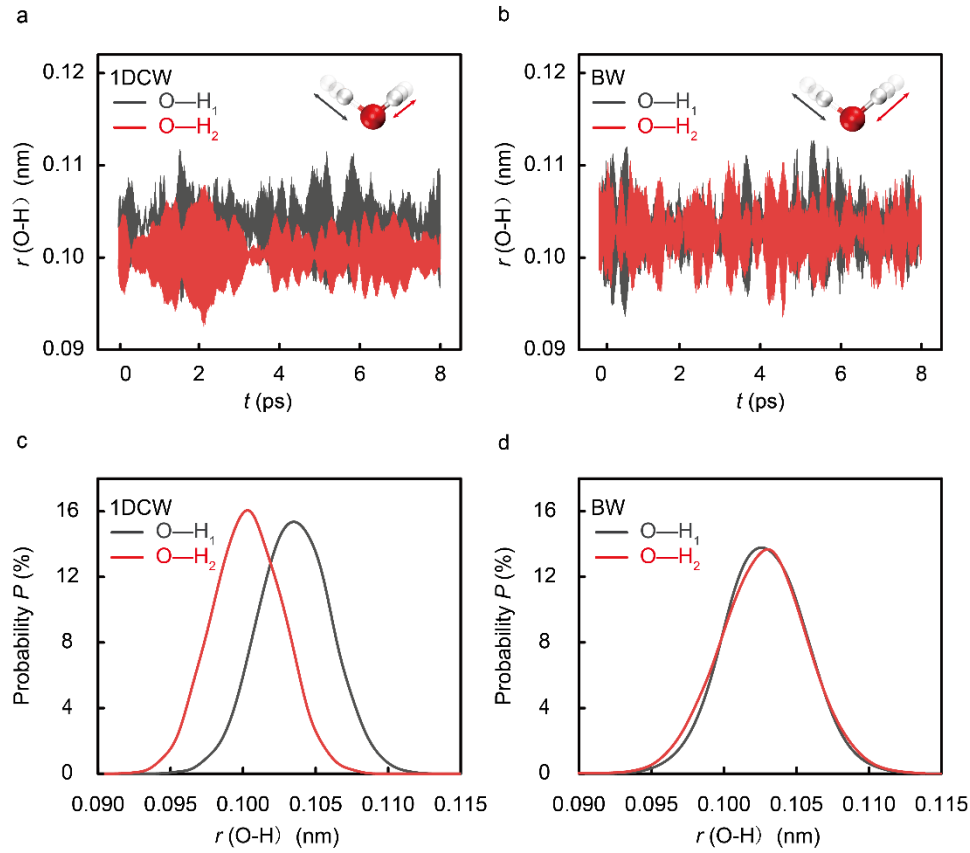 a
1DCW
O—H₁
O—H₂
r (O-H） (nm)
0.12
0.11
0.10
0.09
0 2 4 6 8
t (ps)
b
BW
O—H₁
O—H₂
r (O-H） (nm)
0.12
0.11
0.10
0.09
0 2 4 6 8
t (ps)
c
1DCW
O—H₁
O—H₂
Probability P (%)
16
12
8
4
0
0.090 0.095 0.100 0.105 0.110 0.115
r (O-H） (nm)
d
BW
O—H₁
O—H₂
Probability P (%)
16
12
8
4
0
0.090 0.095 0.100 0.105 0.110 0.115
r (O-H） (nm)